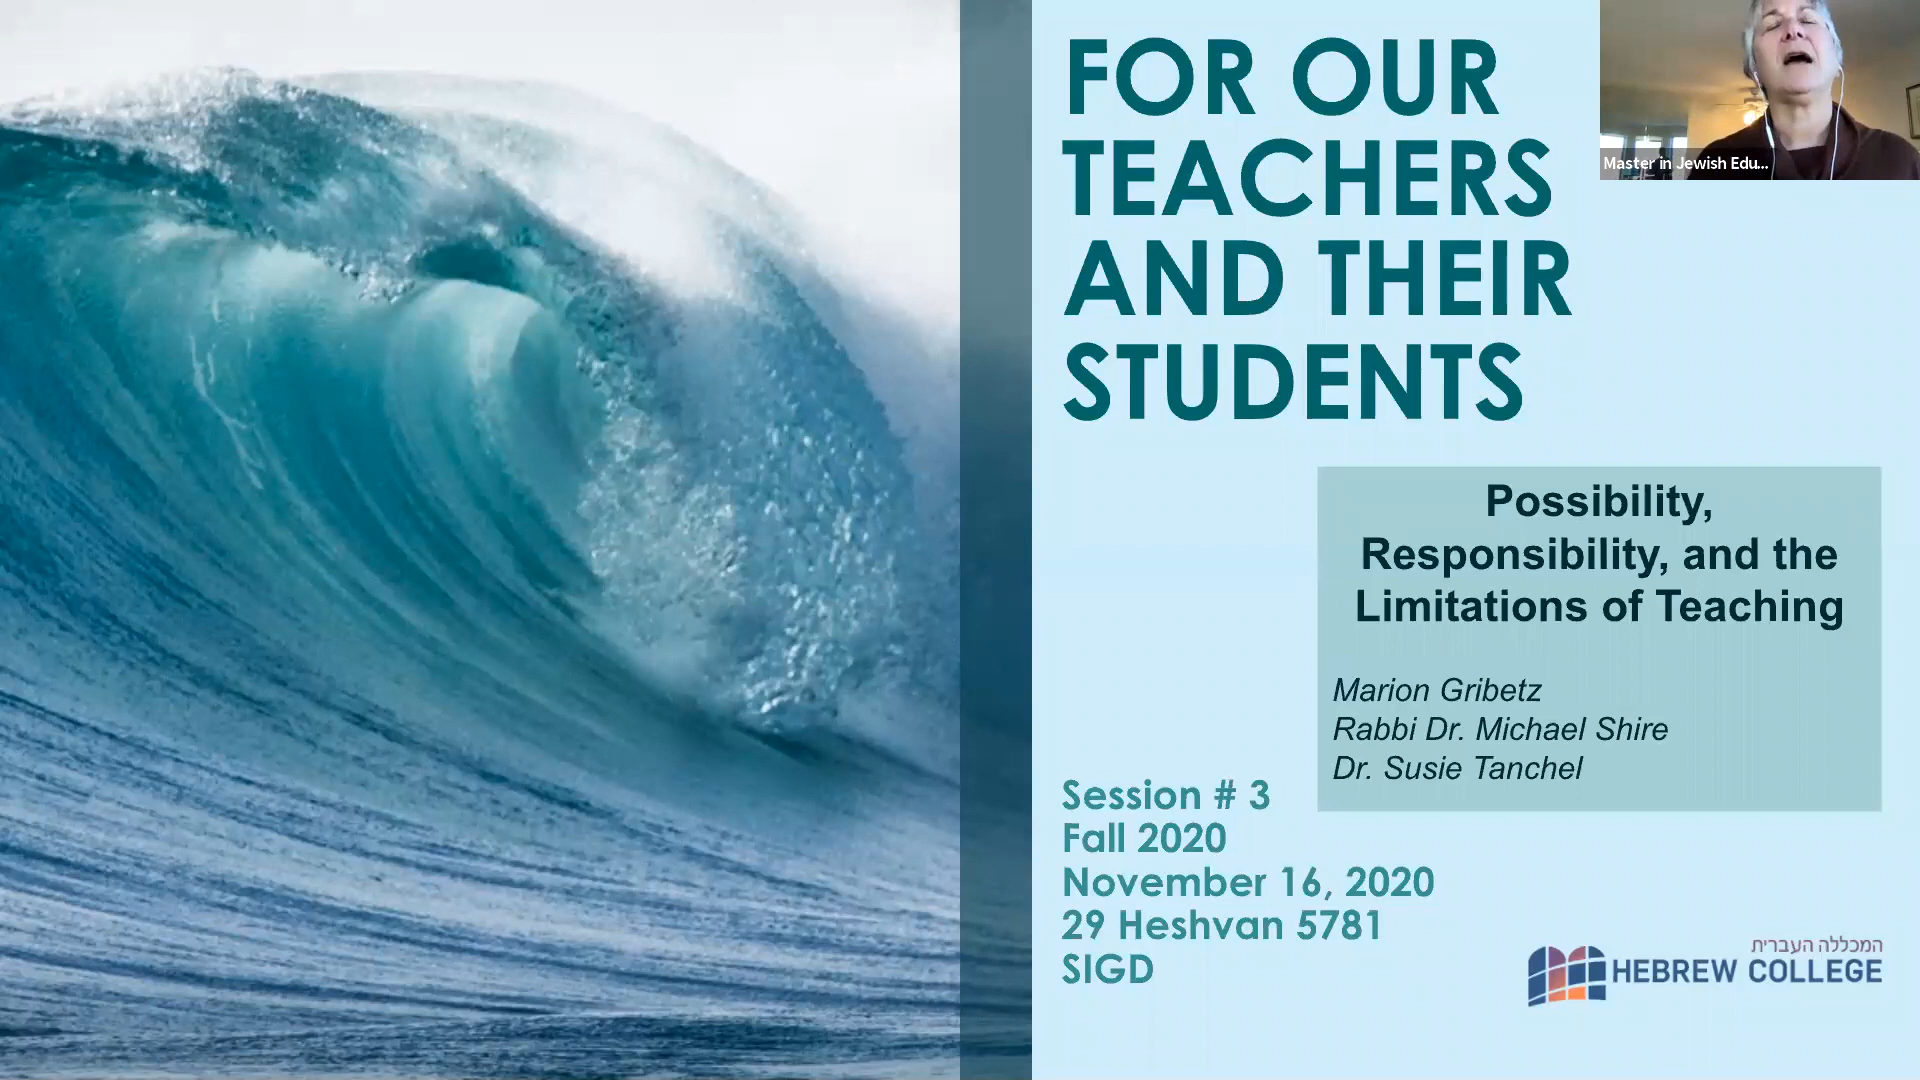 FOR OUR
TEACHERS
AND THEIR
STUDENTS
Master in Jewish Edu...
Possibility,
Responsibility, and the
Limitations of Teaching
Marion Gribetz
Rabbi Dr. Michael Shire
Dr. Susie Tanchel
Session # 3
Fall 2020
November 16, 2020
29 Heshvan 5781
SIGD
המכללה העברית
HEBREW COLLEGE